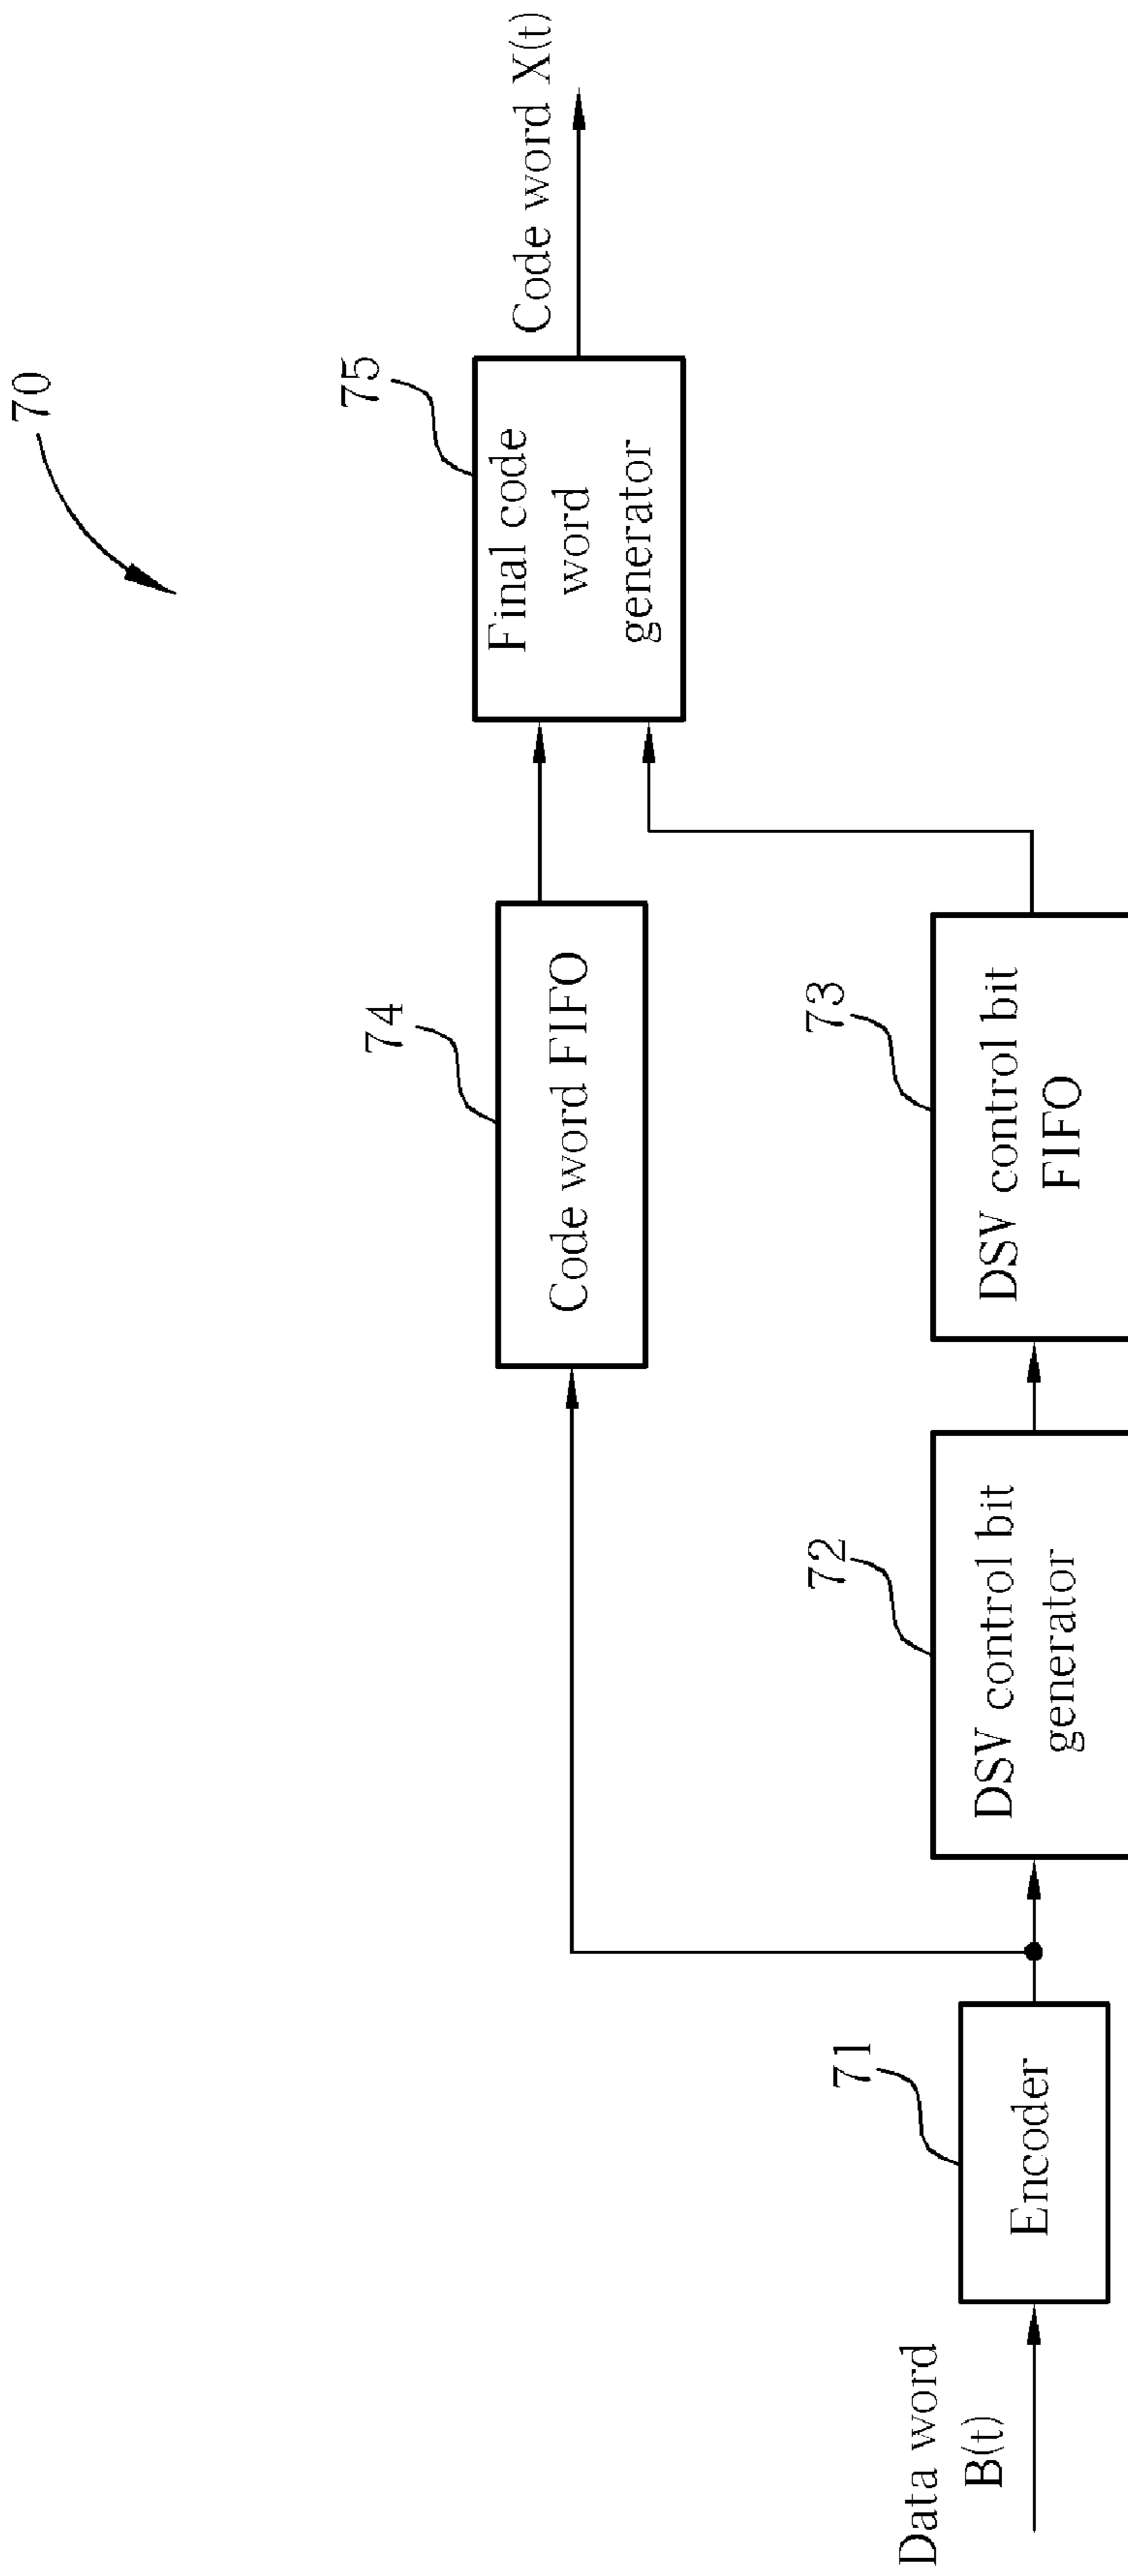 70
Data word
B(t)
71
Encoder
72
DSV control bit
generator
73
DSV control bit
FIFO
74
Code word FIFO
75
Final code
word
generator
Code word X(t)